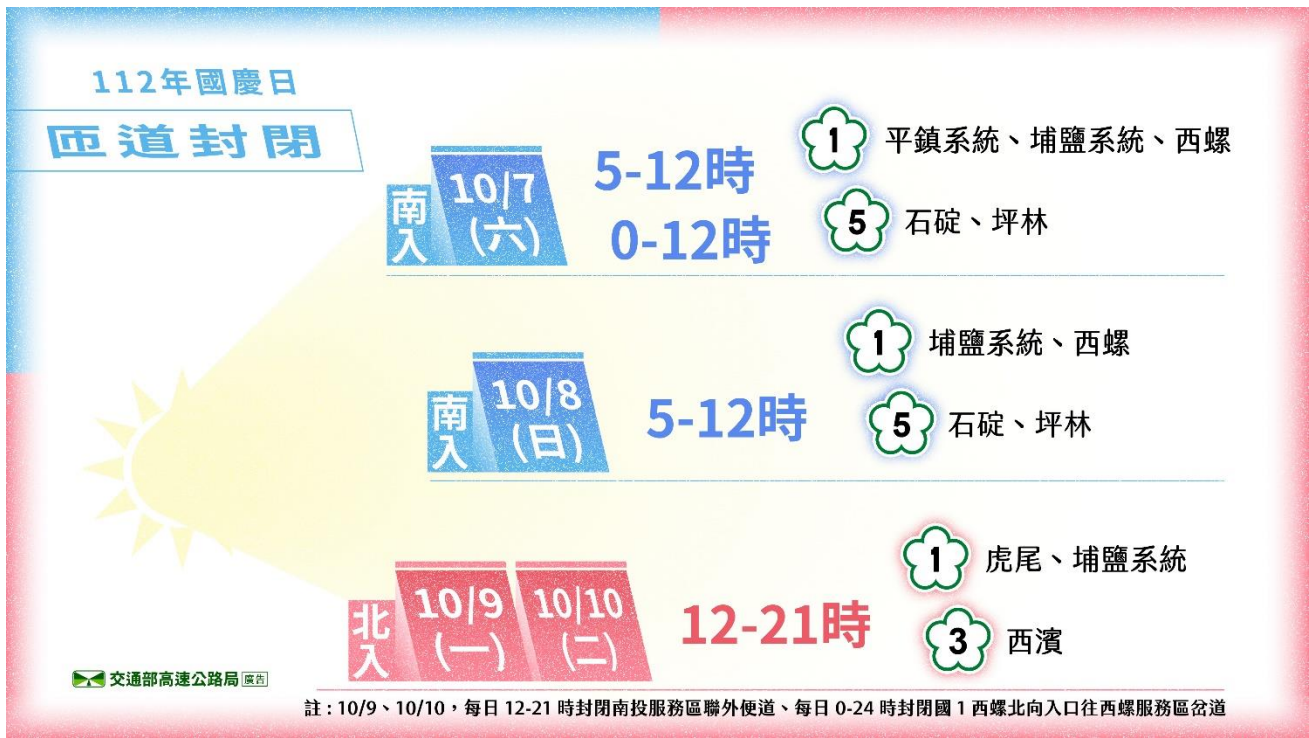 112年國慶日
匝道封閉
南入
10/7
(六)
5-12時
1 平鎮系統、埔鹽系統、西螺
0-12時
5 石碇、坪林
南入
10/8
(日)
5-12時
1 埔鹽系統、西螺
5 石碇、坪林
北入
10/9
(一)
10/10
(二)
12-21時
1 虎尾、埔鹽系統
3 西濱
交通部高速公路局 廣告
註:10/9、10/10,每日 12-21 時封閉南投服務區聯外便道、每日 0-24 時封閉國 1 西螺北向入口往西螺服務區岔道